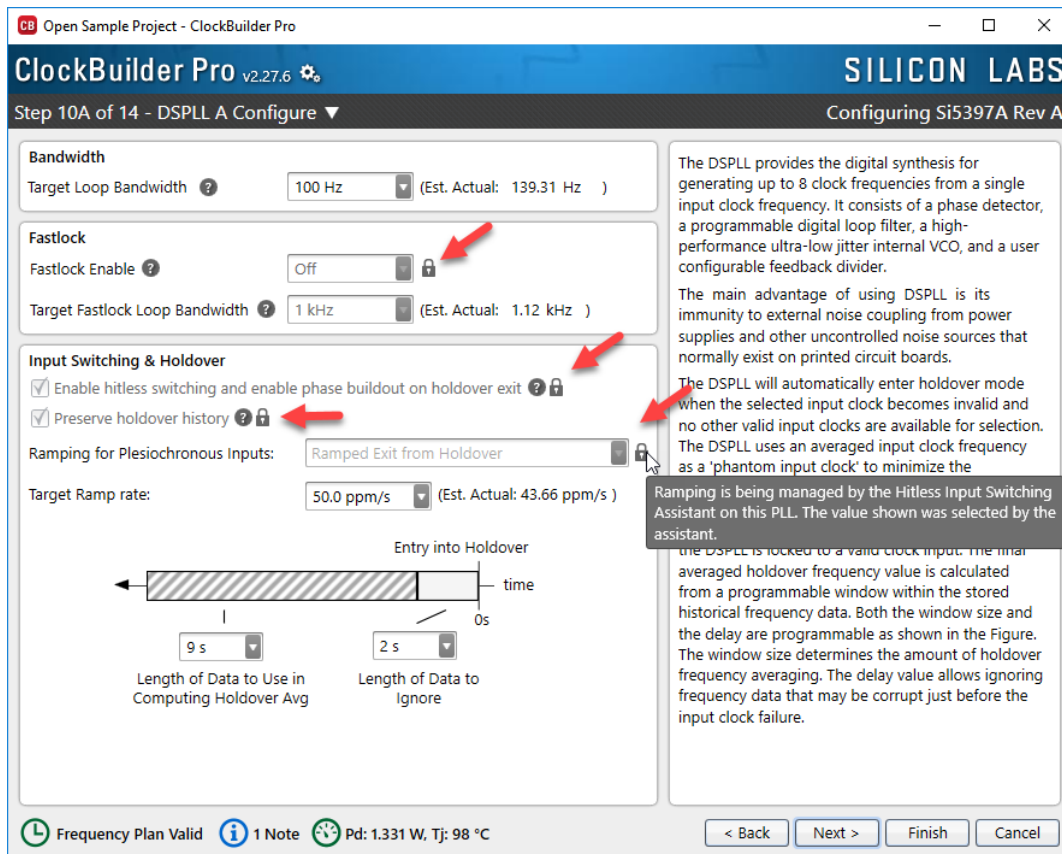 CB Open Sample Project - ClockBuilder Pro
ClockBuilder Pro v2.27.6
SILICON LABS
Step 10A of 14 - DSPLL A Configure ▼
Configuring Si5397A Rev A
Bandwidth
Target Loop Bandwidth ? 100 Hz (Est. Actual: 139.31 Hz )
Fastlock
Fastlock Enable ? Off
Target Fastlock Loop Bandwidth ? 1 kHz (Est. Actual: 1.12 kHz )
Input Switching & Holdover
Enable hitless switching and enable phase buildout on holdover exit ?
Preserve holdover history ?
Ramping for Plesiochronous Inputs: Ramped Exit from Holdover
Target Ramp rate: 50.0 ppm/s (Est. Actual: 43.66 ppm/s )
Entry into Holdover
time
0s
9 s
2 s
Length of Data to Use in
Computing Holdover Avg
Length of Data to
Ignore
The DSPLL provides the digital synthesis for
generating up to 8 clock frequencies from a single
input clock frequency. It consists of a phase detector,
a programmable digital loop filter, a high-
performance ultra-low jitter internal VCO, and a user
configurable feedback divider.
The main advantage of using DSPLL is its
immunity to external noise coupling from power
supplies and other uncontrolled noise sources that
normally exist on printed circuit boards.
The DSPLL will automatically enter holdover mode
when the selected input clock becomes invalid and
no other valid input clocks are available for selection.
The DSPLL uses an averaged input clock frequency
as a 'phantom input clock' to minimize the
Ramping is being managed by the Hitless Input Switching
Assistant on this PLL. The value shown was selected by the
assistant.
the DSPLL is locked to a valid clock input. The final
averaged holdover frequency value is calculated
from a programmable window within the stored
historical frequency data. Both the window size and
the delay are programmable as shown in the Figure.
The window size determines the amount of holdover
frequency averaging. The delay value allows ignoring
frequency data that may be corrupt just before the
input clock failure.
Frequency Plan Valid
i 1 Note
Pd: 1.331 W, Tj: 98 °C
< Back
Next >
Finish
Cancel